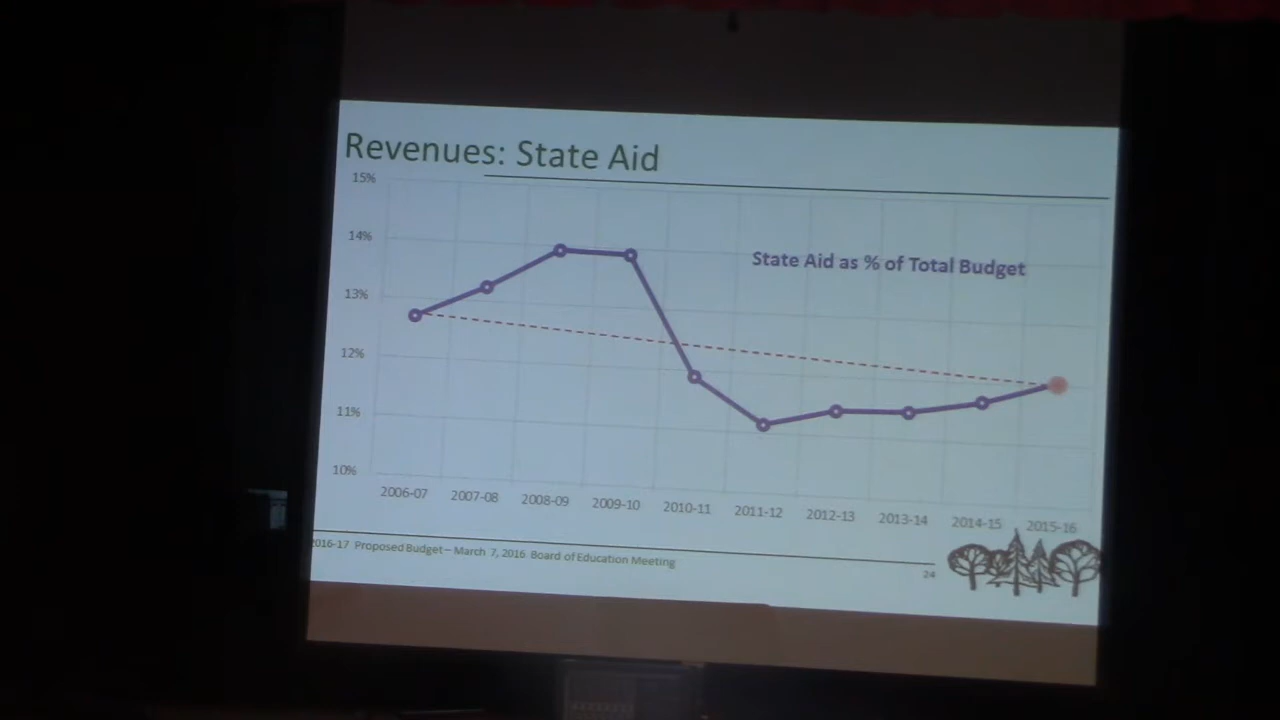 Revenues: State Aid
15%
14%
State Aid as % of Total Budget
13%
12%
11%
10%
2006-07 2007-08 2008-09 2009-10 2010-11 2011-12 2012-13 2013-14 2014-15 2015-16
2016-17 Proposed Budget – March 7, 2016 Board of Education Meeting
24